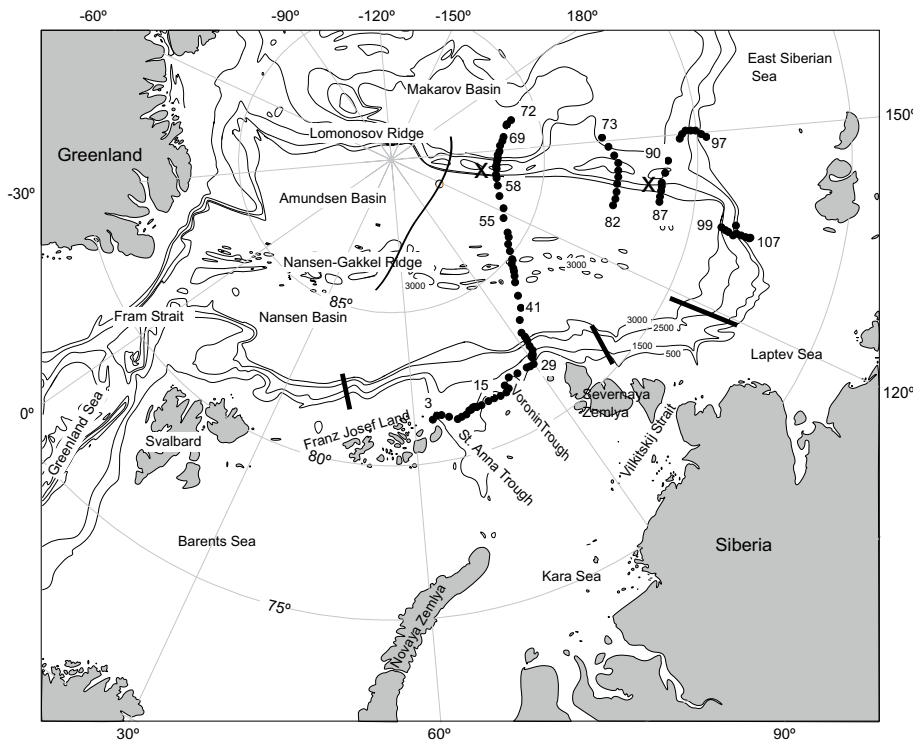 -60º
-90º
-120º
-150º
180º
East Siberian
Sea
Makarov Basin
72
73
150º
Lomonosov Ridge
69
97
90
Greenland
X
X
58
-30º
Amundsen Basin
55
82
87
99
107
Nansen-Gakkel Ridge
3000
3000
85º
41
Nansen Basin
Fram Strait
3000
2500
1500
500
Laptev Sea
29
15
120º
Severnaya
Zemlya
3
0º
Franz Josef Land
Voronin Trough
Greenland Sea
Svalbard
80º
St. Anna Trough
Vilkitskij Strait
Barents Sea
Siberia
Kara Sea
75º
Novaya Zemlya
30º
60º
90º